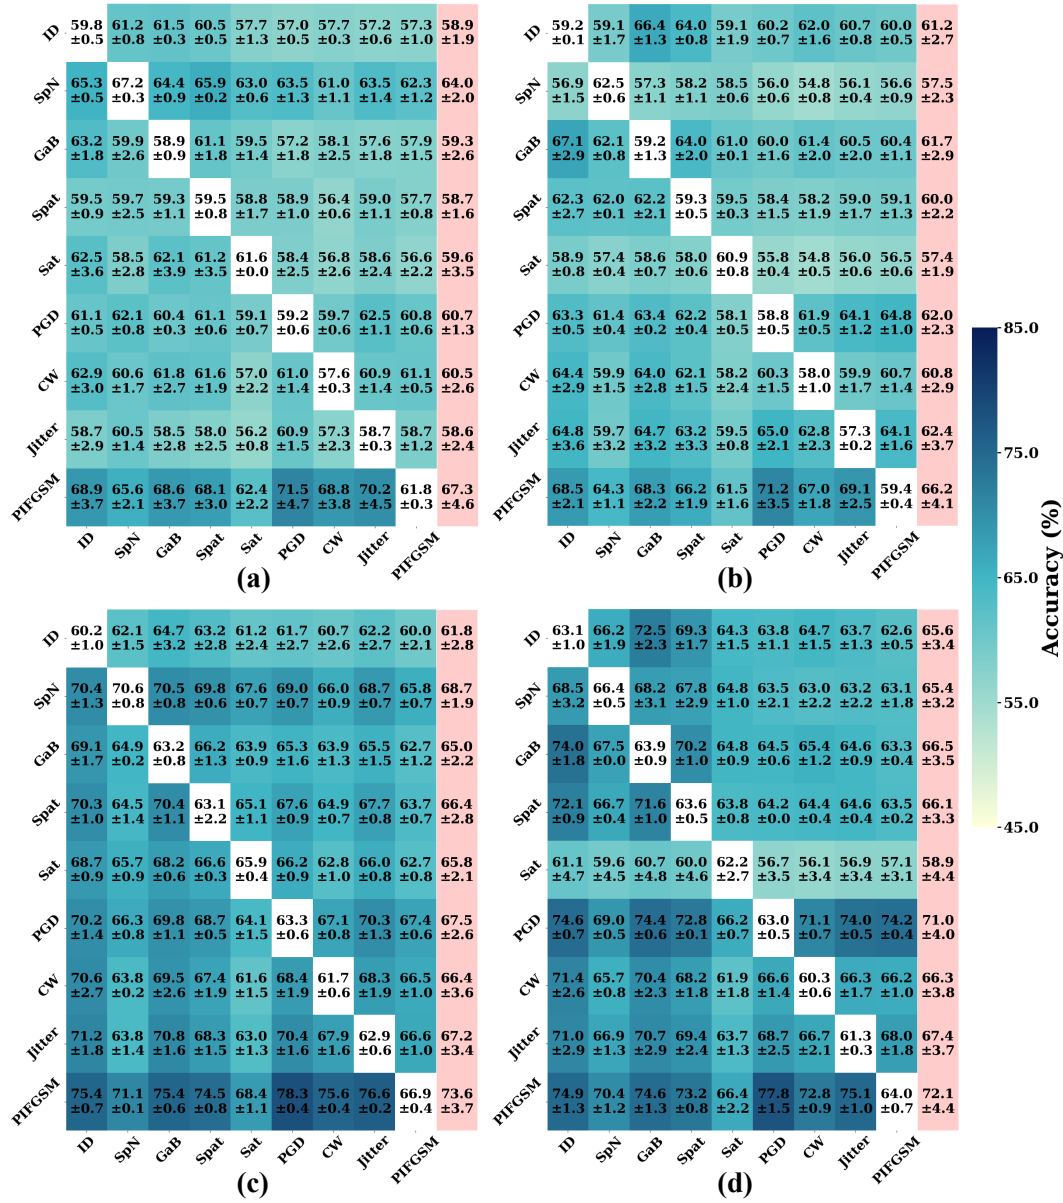 ID 59.8 61.2 61.5 60.5 57.7 57.0 57.7 57.2 57.3 58.9
±0.5 ±0.8 ±0.3 ±0.5 ±1.3 ±0.5 ±0.3 ±0.6 ±1.0 ±1.9
SpN 65.3 67.2 64.4 65.9 63.0 63.5 61.0 63.5 62.3 64.0
±0.5 ±0.3 ±0.9 ±0.2 ±0.6 ±1.3 ±1.1 ±1.4 ±1.2 ±2.0
GaB 63.2 59.9 58.9 61.1 59.5 57.2 58.1 57.6 57.9 59.3
±1.8 ±2.6 ±0.9 ±1.8 ±1.4 ±1.8 ±2.5 ±1.8 ±1.5 ±2.6
Spat 59.5 59.7 59.3 59.5 58.8 58.9 56.4 59.0 57.7 58.7
±0.9 ±2.5 ±1.1 ±0.8 ±1.7 ±1.0 ±0.6 ±1.1 ±0.8 ±1.6
Sat 62.5 58.5 62.1 61.2 61.6 58.4 56.8 58.6 56.6 59.6
±3.6 ±2.8 ±3.9 ±3.5 ±0.0 ±2.5 ±2.6 ±2.4 ±2.2 ±3.5
PGD 61.1 62.1 60.4 61.1 59.1 59.2 59.7 62.5 60.8 60.7
±0.5 ±0.8 ±0.3 ±0.6 ±0.7 ±0.6 ±0.6 ±1.1 ±0.6 ±1.3
CW 62.9 60.6 61.8 61.6 57.0 61.0 57.6 60.9 61.1 60.5
±3.0 ±1.7 ±2.7 ±1.9 ±2.2 ±1.4 ±0.3 ±1.4 ±0.5 ±2.6
Jitter 58.7 60.5 58.5 58.0 56.2 60.9 57.3 58.7 58.7 58.6
±2.9 ±1.4 ±2.8 ±2.5 ±0.8 ±1.5 ±2.3 ±0.3 ±1.2 ±2.4
PIFGSM 68.9 65.6 68.6 68.1 62.4 71.5 68.8 70.2 61.8 67.3
±3.7 ±2.1 ±3.7 ±3.0 ±2.2 ±4.7 ±3.8 ±4.5 ±0.3 ±4.6
ID SpN GaB Spat Sat PGD CW Jitter PIFGSM
(a)
ID 59.2 59.1 66.4 64.0 59.1 60.2 62.0 60.7 60.0 61.2
±0.1 ±1.7 ±1.3 ±0.8 ±1.9 ±0.7 ±1.6 ±0.8 ±0.5 ±2.7
SpN 56.9 62.5 57.3 58.2 58.5 56.0 54.8 56.1 56.6 57.5
±1.5 ±0.6 ±1.1 ±1.1 ±0.6 ±0.6 ±0.8 ±0.4 ±0.9 ±2.3
GaB 67.1 62.1 59.2 64.0 61.0 60.0 61.4 60.5 60.4 61.7
±2.9 ±0.8 ±1.3 ±2.0 ±0.1 ±1.6 ±2.0 ±2.0 ±1.1 ±2.9
Spat 62.3 62.0 62.2 59.3 59.5 58.4 58.2 59.0 59.1 60.0
±2.7 ±0.1 ±2.1 ±0.5 ±0.3 ±1.5 ±1.9 ±1.7 ±1.3 ±2.2
Sat 58.9 57.4 58.6 58.0 60.9 55.8 54.8 56.0 56.5 57.4
±0.8 ±0.4 ±0.7 ±0.6 ±0.8 ±0.4 ±0.5 ±0.6 ±0.6 ±1.9
PGD 63.3 61.4 63.4 62.2 58.1 58.8 61.9 64.1 64.8 62.0
±0.5 ±0.4 ±0.2 ±0.4 ±0.5 ±0.5 ±0.5 ±1.2 ±1.0 ±2.3
CW 64.4 59.9 64.0 62.1 58.2 60.3 58.0 59.9 60.7 60.8
±2.9 ±1.5 ±2.8 ±1.5 ±2.4 ±1.5 ±1.0 ±1.7 ±1.4 ±2.9
Jitter 64.8 59.7 64.7 63.2 59.5 65.0 62.8 57.3 64.1 62.4
±3.6 ±3.2 ±3.2 ±3.3 ±0.8 ±2.1 ±2.3 ±0.2 ±1.6 ±3.7
PIFGSM 68.5 64.3 68.3 66.2 61.5 71.2 67.0 69.1 59.4 66.2
±2.1 ±1.1 ±2.2 ±1.9 ±1.6 ±3.5 ±1.8 ±2.5 ±0.4 ±4.1
ID SpN GaB Spat Sat PGD CW Jitter PIFGSM
(b)
ID 60.2 62.1 64.7 63.2 61.2 61.7 60.7 62.2 60.0 61.8
±1.0 ±1.5 ±3.2 ±2.8 ±2.4 ±2.7 ±2.6 ±2.7 ±2.1 ±2.8
SpN 70.4 70.6 70.5 69.8 67.6 69.0 66.0 68.7 65.8 68.7
±1.3 ±0.8 ±0.8 ±0.6 ±0.7 ±0.7 ±1.0 ±0.7 ±0.7 ±1.9
GaB 69.1 64.9 63.2 66.2 63.9 65.3 63.9 65.5 62.7 65.0
±1.7 ±0.2 ±0.8 ±1.3 ±0.9 ±1.6 ±1.3 ±1.5 ±1.1 ±2.2
Spat 70.3 64.5 70.4 63.1 65.1 67.6 64.9 67.7 63.7 66.4
±1.0 ±1.4 ±1.1 ±2.2 ±1.1 ±0.9 ±0.7 ±0.8 ±0.7 ±2.8
Sat 68.7 65.7 68.2 66.6 65.9 66.2 62.8 66.0 62.7 65.8
±0.9 ±0.9 ±0.6 ±0.3 ±0.4 ±0.9 ±1.0 ±0.8 ±0.8 ±2.1
PGD 70.2 66.3 69.8 68.7 64.1 63.3 67.1 70.3 67.4 67.5
±1.4 ±0.8 ±1.1 ±0.5 ±1.5 ±0.6 ±0.8 ±1.3 ±0.6 ±2.6
CW 70.6 63.8 69.5 67.4 61.6 68.4 61.7 68.3 66.5 66.4
±2.7 ±0.2 ±2.6 ±1.9 ±1.5 ±1.9 ±0.6 ±1.9 ±1.0 ±3.6
Jitter 71.2 63.8 70.8 68.3 63.0 70.4 67.9 62.9 66.6 67.2
±1.8 ±1.4 ±1.6 ±1.5 ±1.3 ±1.6 ±1.6 ±0.6 ±1.0 ±3.4
PIFGSM 75.4 71.1 75.4 74.5 68.4 78.3 75.6 76.6 66.9 73.6
±0.7 ±0.1 ±0.6 ±0.8 ±1.1 ±0.4 ±0.4 ±0.2 ±0.4 ±3.7
ID SpN GaB Spat Sat PGD CW Jitter PIFGSM
(c)
ID 63.1 66.2 72.5 69.3 64.3 63.8 64.7 63.7 62.6 65.6
±1.0 ±1.9 ±2.3 ±1.7 ±1.5 ±1.1 ±1.5 ±1.4 ±0.5 ±3.4
SpN 68.5 66.4 68.2 67.8 64.8 63.5 63.0 63.2 63.1 65.4
±3.2 ±0.5 ±3.1 ±2.9 ±1.0 ±2.1 ±2.2 ±2.2 ±1.8 ±3.2
GaB 74.0 67.5 63.9 70.2 64.8 64.5 65.4 64.6 63.3 66.5
±1.8 ±0.0 ±0.9 ±1.0 ±0.9 ±0.6 ±1.2 ±0.9 ±0.4 ±3.5
Spat 72.1 66.7 71.6 63.6 63.8 64.2 64.4 64.6 63.5 66.1
±0.9 ±0.4 ±1.0 ±0.5 ±0.8 ±0.0 ±0.4 ±0.4 ±0.2 ±3.3
Sat 61.1 59.6 60.7 60.0 62.2 56.7 56.1 56.9 57.1 58.9
±4.7 ±4.5 ±4.8 ±4.6 ±2.7 ±3.5 ±3.4 ±3.4 ±3.1 ±4.4
PGD 74.6 69.0 74.4 72.8 66.2 63.0 71.1 74.0 74.2 71.0
±0.7 ±0.5 ±0.6 ±0.1 ±0.7 ±0.5 ±0.7 ±0.5 ±0.4 ±4.0
CW 71.4 65.7 70.4 68.2 61.9 66.6 60.3 66.3 66.2 66.3
±2.6 ±0.8 ±2.3 ±1.8 ±1.8 ±1.4 ±0.6 ±1.7 ±1.0 ±3.8
Jitter 71.0 66.9 70.7 69.4 63.7 68.7 66.7 61.3 68.0 67.4
±2.9 ±1.3 ±2.9 ±2.4 ±1.3 ±2.5 ±2.1 ±0.3 ±1.8 ±3.7
PIFGSM 74.9 70.4 74.6 73.2 66.4 77.8 72.8 75.1 64.0 72.1
±1.3 ±1.2 ±1.3 ±0.8 ±2.2 ±1.5 ±0.9 ±1.0 ±0.7 ±4.4
ID SpN GaB Spat Sat PGD CW Jitter PIFGSM
(d)
85.0
75.0
65.0
55.0
45.0
Accuracy (%)